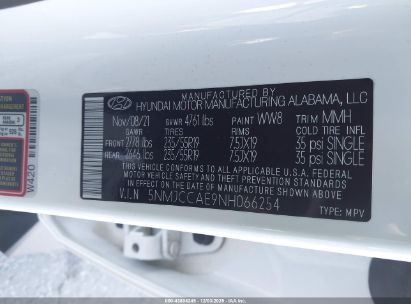 MANUFACTURED BY
HYUNDAI MOTOR MANUFACTURING ALABAMA, LLC
Nov/08/21 GVWR 4761 lbs PAINT WW8 TRIM MMH
GAWR TIRES RIMS COLD TIRE INFL.
FRONT 2778 lbs 235/55R19 7.5JX19 35 psi SINGLE
REAR 2646 lbs 235/55R19 7.5JX19 35 psi SINGLE
THIS VEHICLE CONFORMS TO ALL APPLICABLE U.S.A. FEDERAL
MOTOR VEHICLE SAFETY AND THEFT PREVENTION STANDARDS
IN EFFECT ON THE DATE OF MANUFACTURE SHOWN ABOVE.
V.I.N 5NMJCCAE9NH066254
TYPE: MPV
W420